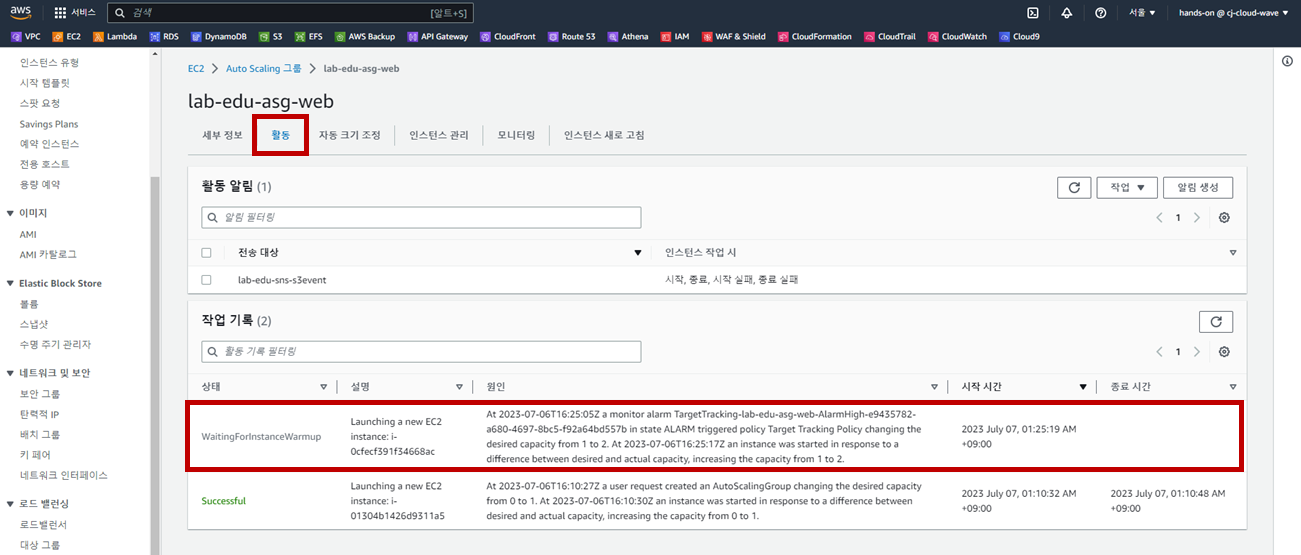 aws 서비스 검색 [알트+S] 서울 ▼ hands-on @ cj-cloud-wave ▼
VPC EC2 Lambda RDS DynamoDB S3 EFS AWS Backup API Gateway CloudFront Route 53 Athena IAM WAF & Shield CloudFormation CloudTrail CloudWatch Cloud9
인스턴스 유형
시작 템플릿
스팟 요청
Savings Plans
예약 인스턴스
전용 호스트
용량 예약
▼ 이미지
AMI
AMI 카탈로그
▼ Elastic Block Store
볼륨
스냅샷
수명 주기 관리자
▼ 네트워크 및 보안
보안 그룹
탄력적 IP
배치 그룹
키 페어
네트워크 인터페이스
▼ 로드 밸런싱
로드밸런서
대상 그룹
EC2 > Auto Scaling 그룹 > lab-edu-asg-web
lab-edu-asg-web
세부 정보 활동 자동 크기 조정 인스턴스 관리 모니터링 인스턴스 새로 고침
활동 알림 (1) 작업 ▼ 알림 생성
알림 필터링 < 1 >
전송 대상 ▼ 인스턴스 작업 시 ▽
lab-edu-sns-s3event 시작, 종료, 시작 실패, 종료 실패
작업 기록 (2)
활동 기록 필터링 < 1 >
상태 ▽ 설명 ▽ 원인 ▽ 시작 시간 ▼ 종료 시간 ▽
WaitingForInstanceWarmup
Launching a new EC2
instance: i-
0cfecf391f34668ac
At 2023-07-06T16:25:05Z a monitor alarm TargetTracking-lab-edu-asg-web-AlarmHigh-e9435782-
a680-4697-8bc5-f92a64bd557b in state ALARM triggered policy Target Tracking Policy changing the
desired capacity from 1 to 2. At 2023-07-06T16:25:17Z an instance was started in response to a
difference between desired and actual capacity, increasing the capacity from 1 to 2.
2023 July 07, 01:25:19 AM
+09:00
Successful
Launching a new EC2
instance: i-
01304b1426d9311a5
At 2023-07-06T16:10:27Z a user request created an AutoScalingGroup changing the desired capacity
from 0 to 1. At 2023-07-06T16:10:30Z an instance was started in response to a difference between
desired and actual capacity, increasing the capacity from 0 to 1.
2023 July 07, 01:10:32 AM
+09:00
2023 July 07, 01:10:48 AM
+09:00